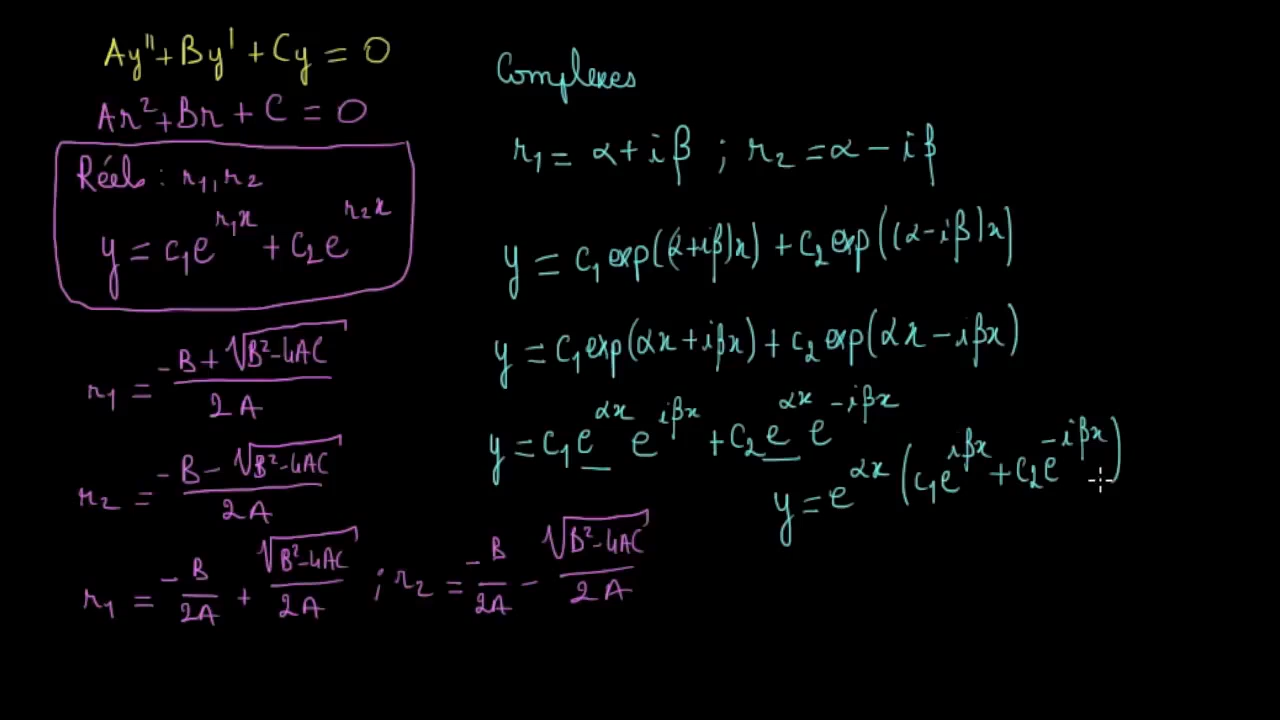 Ay'' + By' + Cy = 0
Ar² + Br + C = 0
Réels : r₁, r₂
y = c₁e^{r₁x} + c₂e^{r₂x}
r₁ = (-B + √(B²-4AC)) / 2A
r₂ = (-B - √(B²-4AC)) / 2A
r₁ = -B/2A + √(B²-4AC)/2A ; r₂ = -B/2A - √(B²-4AC)/2A
Complexes
r₁ = α + iβ ; r₂ = α - iβ
y = c₁ exp((α+iβ)x) + c₂ exp((α-iβ)x)
y = c₁ exp(αx + iβx) + c₂ exp(αx - iβx)
y = c₁ e^{αx} e^{iβx} + c₂ e^{αx} e^{-iβx}
y = e^{αx} (c₁e^{iβx} + c₂e^{-iβx})